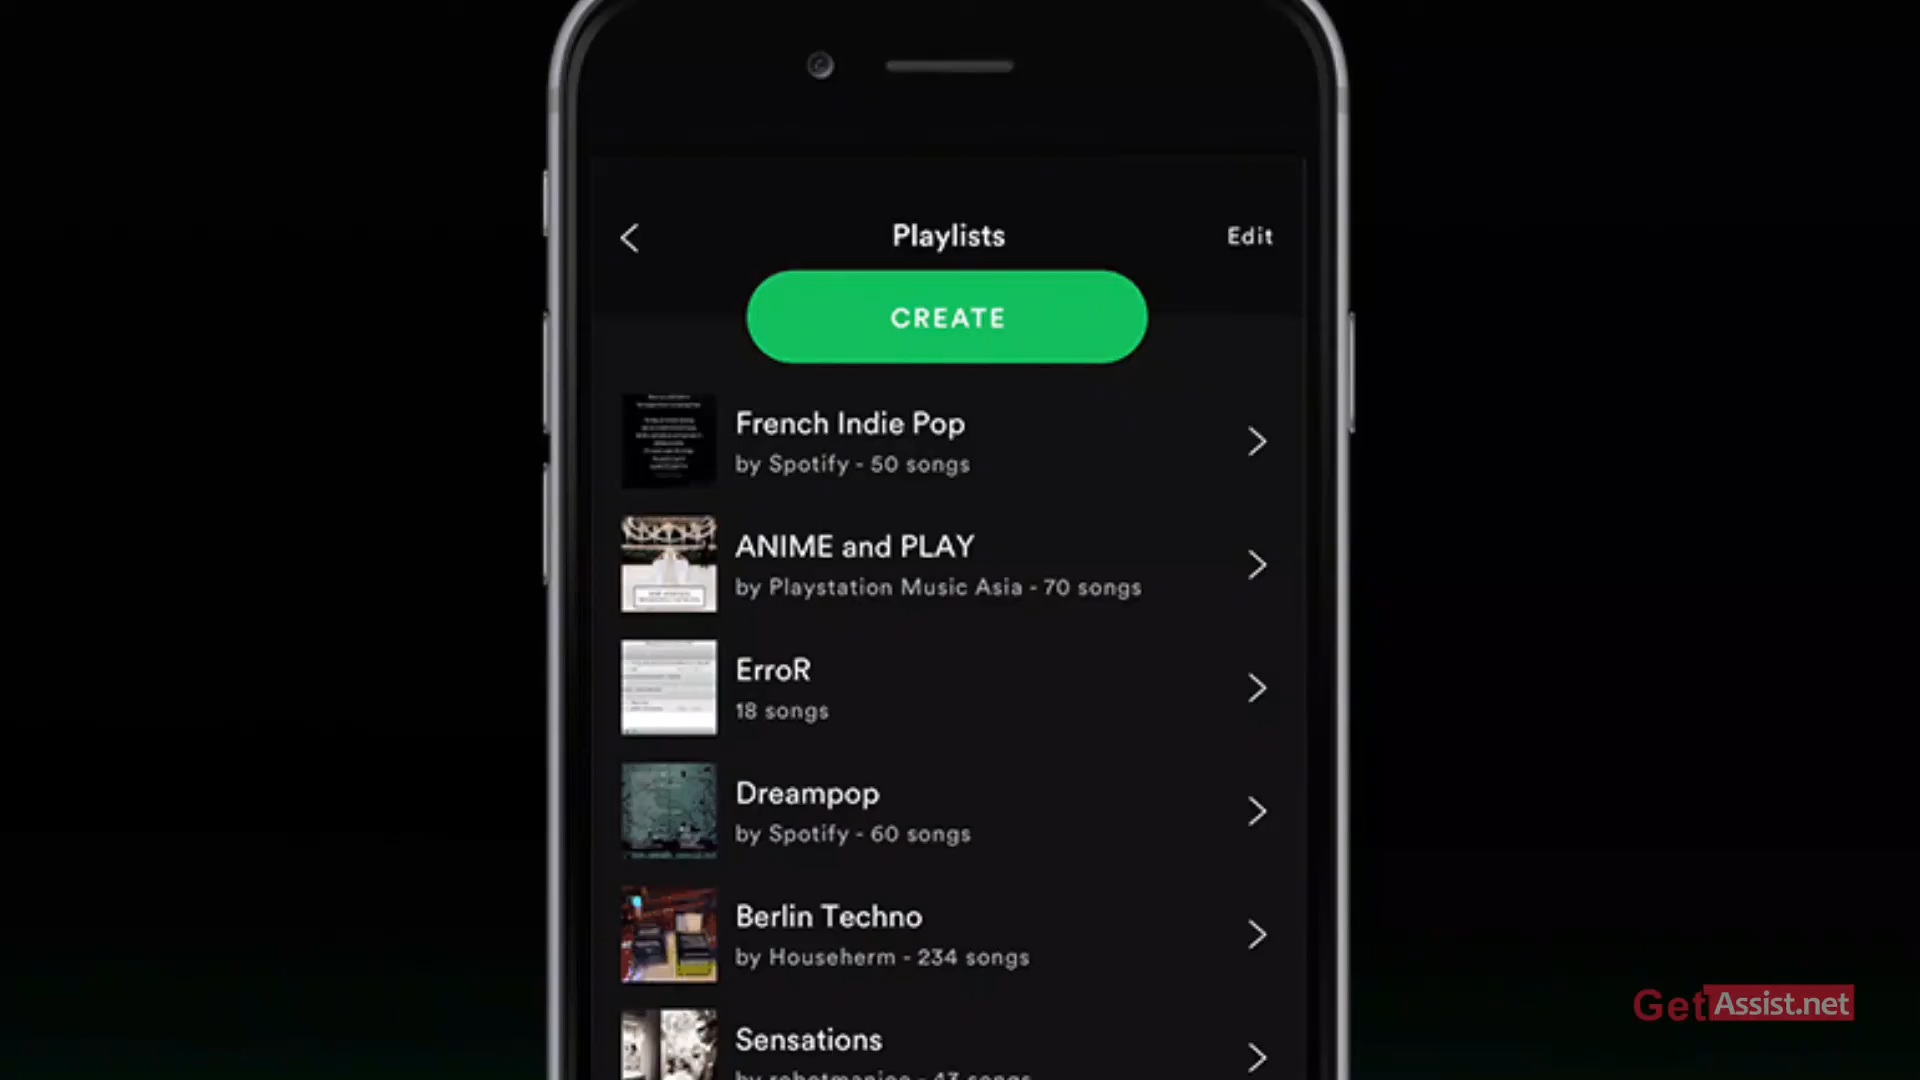 Playlists
Edit
CREATE
French Indie Pop
by Spotify - 50 songs
ANIME and PLAY
by Playstation Music Asia - 70 songs
ErroR
18 songs
Dreampop
by Spotify - 60 songs
Berlin Techno
by Househerm - 234 songs
Sensations
GetAssist.net